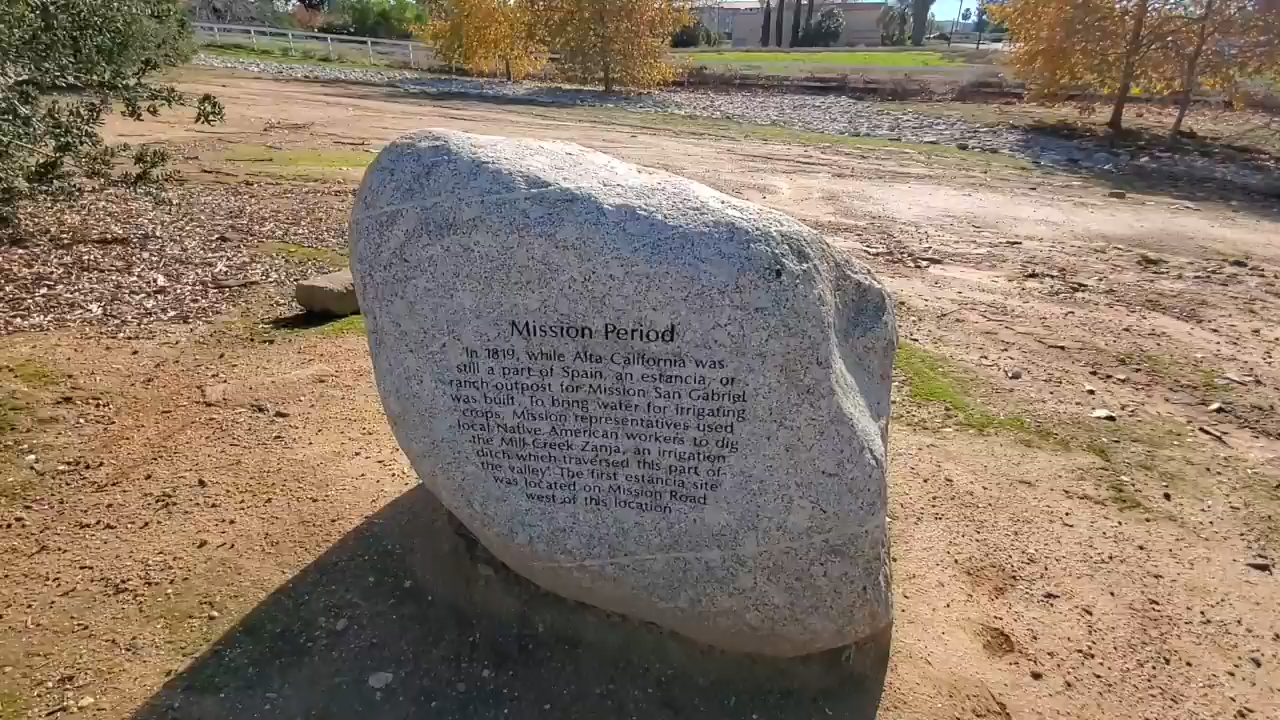 Mission Period
In 1819, while Alta California was
still a part of Spain, an estancia, or
ranch outpost for Mission San Gabriel
was built. To bring water for irrigating
crops, Mission representatives used
local Native American workers to dig
the Mill Creek Zanja, an irrigation
ditch which traversed this part of
the valley. The first estancia site
was located on Mission Road
west of this location